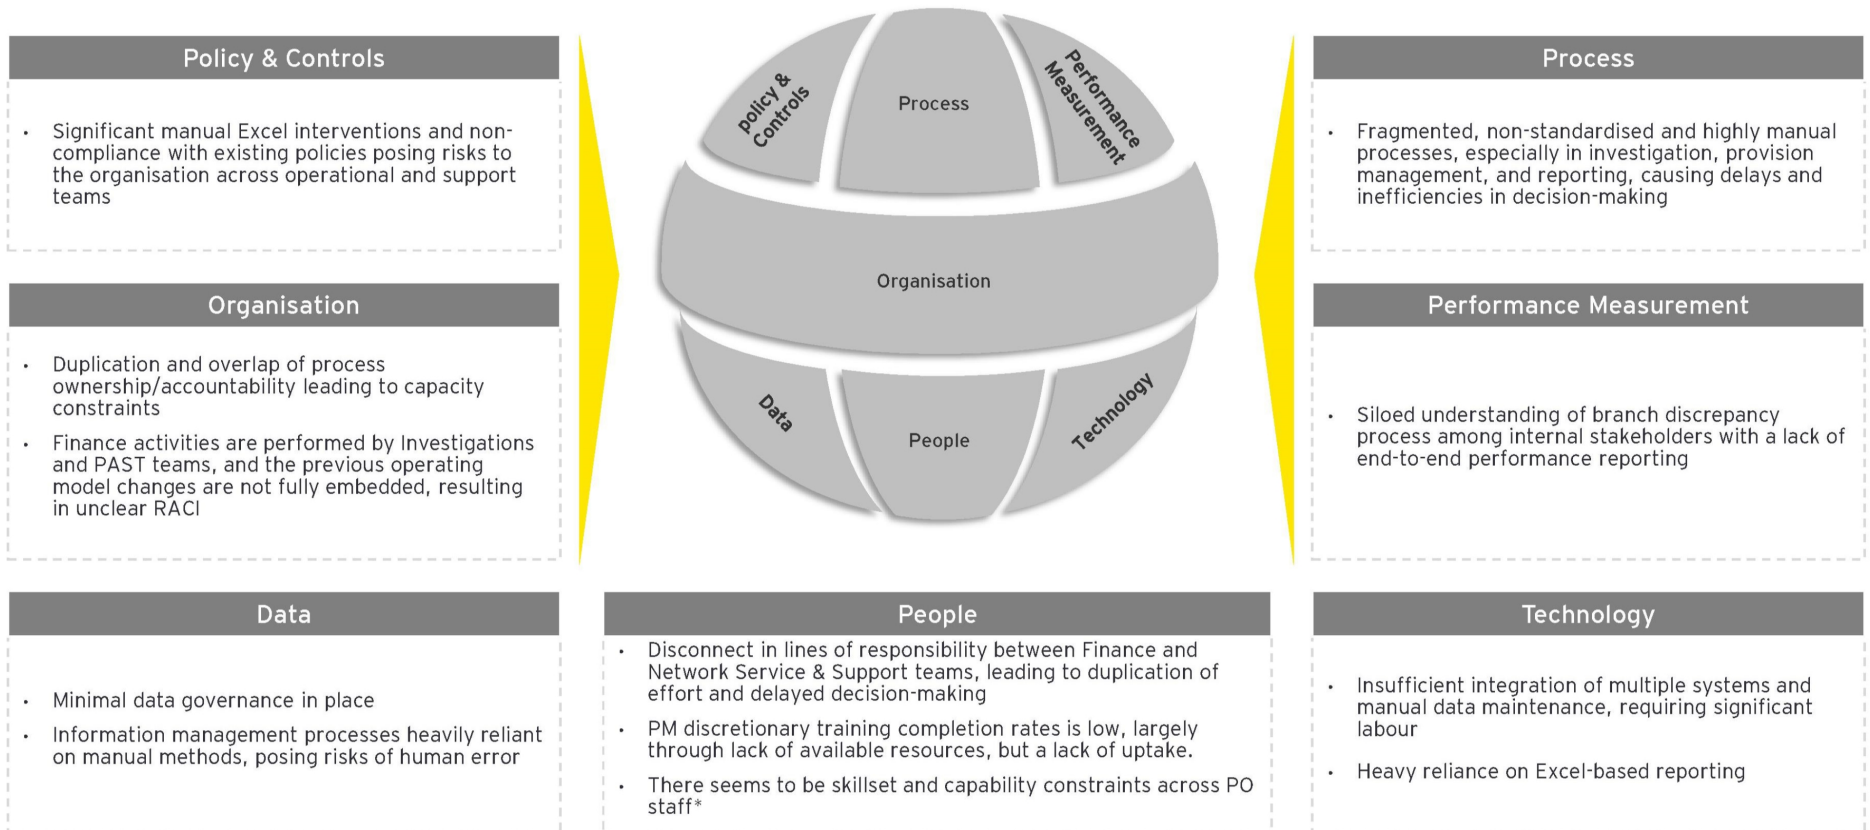 Policy & Controls
• Significant manual Excel interventions and non-
compliance with existing policies posing risks to
the organisation across operational and support
teams
Organisation
• Duplication and overlap of process
ownership/accountability leading to capacity
constraints
• Finance activities are performed by Investigations
and PAST teams, and the previous operating
model changes are not fully embedded, resulting
in unclear RACI
Data
• Minimal data governance in place
• Information management processes heavily reliant
on manual methods, posing risks of human error
policy &
Controls
Process
Performance
Measurement
Organisation
Data
People
Technology
People
• Disconnect in lines of responsibility between Finance and
Network Service & Support teams, leading to duplication of
effort and delayed decision-making
• PM discretionary training completion rates is low, largely
through lack of available resources, but a lack of uptake.
• There seems to be skillset and capability constraints across PO
staff*
Process
• Fragmented, non-standardised and highly manual
processes, especially in investigation, provision
management, and reporting, causing delays and
inefficiencies in decision-making
Performance Measurement
• Siloed understanding of branch discrepancy
process among internal stakeholders with a lack of
end-to-end performance reporting
Technology
• Insufficient integration of multiple systems and
manual data maintenance, requiring significant
labour
• Heavy reliance on Excel-based reporting